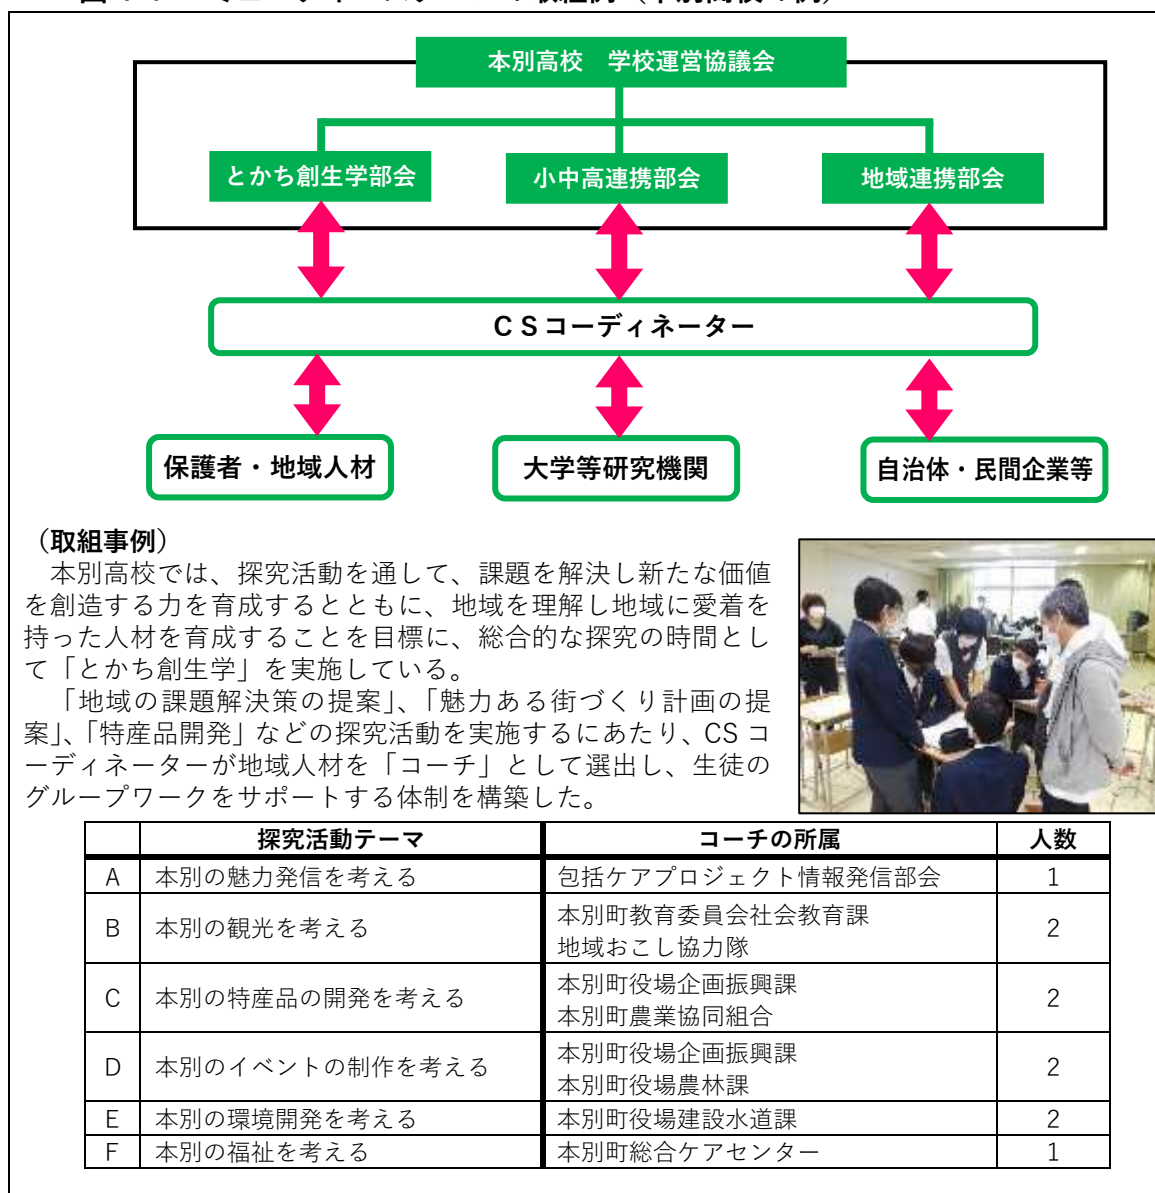 本別高校　学校運営協議会
とかち創生学部会
小中高連携部会
地域連携部会
ＣＳコーディネーター
保護者・地域人材
大学等研究機関
自治体・民間企業等
（取組事例）
　本別高校では、探究活動を通して、課題を解決し新たな価値
を創造する力を育成するとともに、地域を理解し地域に愛着を
持った人材を育成することを目標に、総合的な探究の時間とし
て「とかち創生学」を実施している。
　「地域の課題解決策の提案」、「魅力ある街づくり計画の提
案」、「特産品開発」などの探究活動を実施するにあたり、CS コ
ーディネーターが地域人材を「コーチ」として選出し、生徒の
グループワークをサポートする体制を構築した。
探究活動テーマ コーチの所属 人数
A 本別の魅力発信を考える 包括ケアプロジェクト情報発信部会 1
B 本別の観光を考える 本別町教育委員会社会教育課
地域おこし協力隊 2
C 本別の特産品の開発を考える 本別町役場企画振興課
本別町農業協同組合 2
D 本別のイベントの制作を考える 本別町役場企画振興課
本別町役場農林課 2
E 本別の環境開発を考える 本別町役場建設水道課 2
F 本別の福祉を考える 本別町総合ケアセンター 1